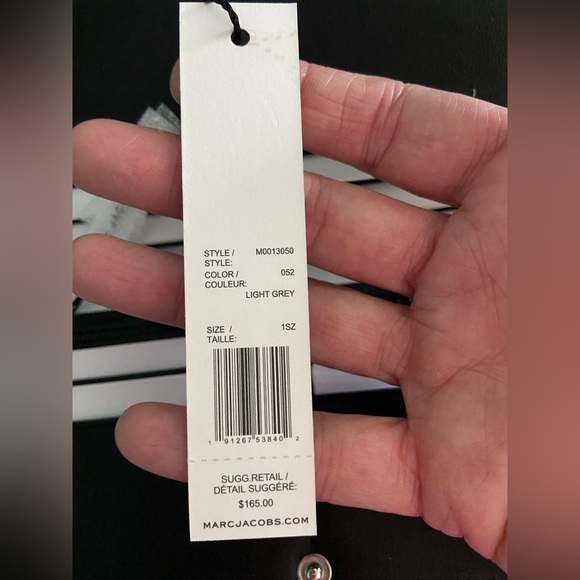 STYLE / M0013050
STYLE:
COLOR / 052
COULEUR:
LIGHT GREY
SIZE / 1SZ
TAILLE:
1 91267 53840 2
SUGG.RETAIL /
DÉTAIL SUGGÉRÉ:
$165.00
MARCJACOBS.COM